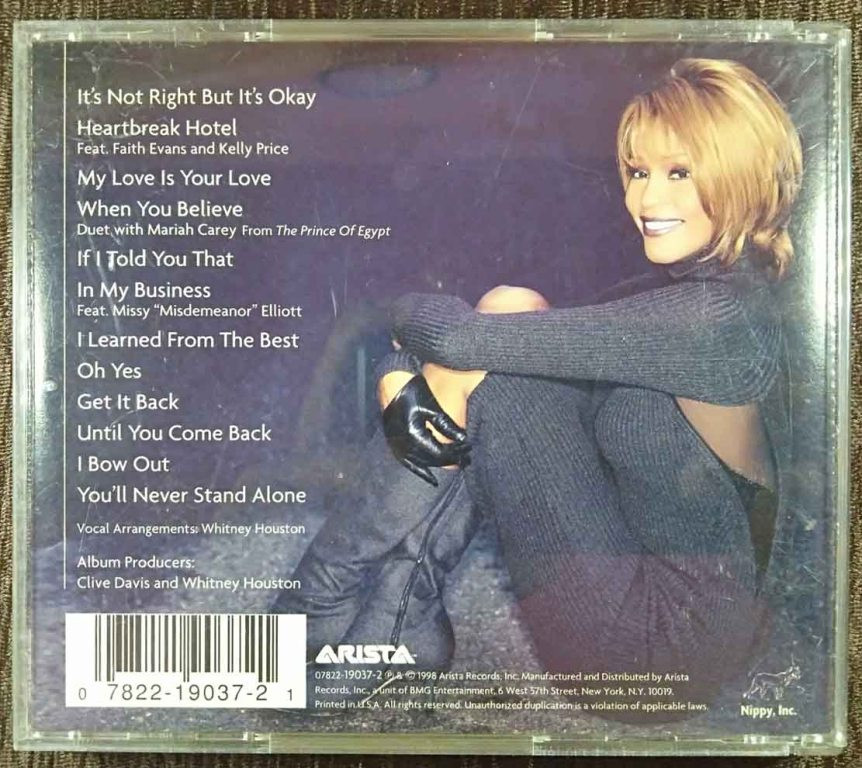 It's Not Right But It's Okay
Heartbreak Hotel
Feat. Faith Evans and Kelly Price
My Love Is Your Love
When You Believe
Duet with Mariah Carey From The Prince Of Egypt
If I Told You That
In My Business
Feat. Missy "Misdemeanor" Elliott
I Learned From The Best
Oh Yes
Get It Back
Until You Come Back
I Bow Out
You'll Never Stand Alone
Vocal Arrangements: Whitney Houston
Album Producers:
Clive Davis and Whitney Houston
0 7822-19037-2 1
ARISTA
07822-19037-2 ℗ & © 1998 Arista Records, Inc. Manufactured and Distributed by Arista
Records, Inc., a unit of BMG Entertainment, 6 West 57th Street, New York, N.Y. 10019.
Printed in U.S.A. All rights reserved. Unauthorized duplication is a violation of applicable laws.
Nippy, Inc.